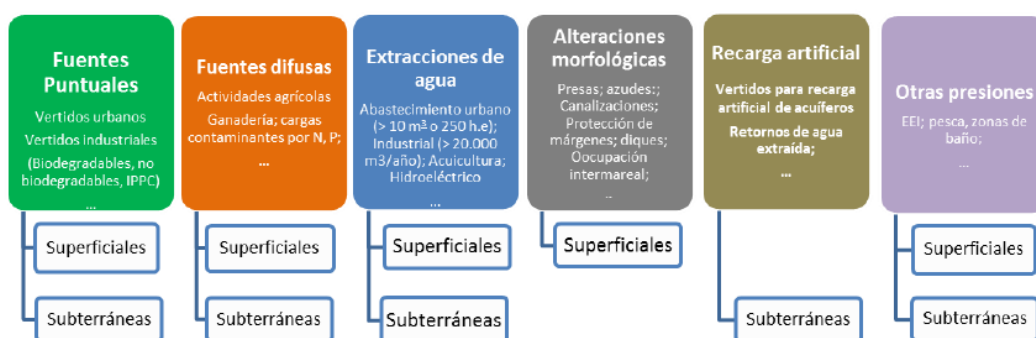 Fuentes
Puntuales
Vertidos urbanos
Vertidos industriales
(Biodegradables, no
biodegradables, IPPC)
...
Superficiales
Subterráneas
Fuentes difusas
Actividades agrícolas
Ganadería; cargas
contaminantes por N, P;
...
Superficiales
Subterráneas
Extracciones de
agua
Abastecimiento urbano
(> 10 m3 o 250 h.e);
Industrial (> 20.000
m3/año); Acuicultura;
Hidroeléctrico
...
Superficiales
Subterráneas
Alteraciones
morfológicas
Presas; azudes:;
Canalizaciones;
Protección de
márgenes; diques;
Oocupación
intermareal;
..
Superficiales
Recarga artificial
Vertidos para recarga
artificial de acuíferos
Retornos de agua
extraída;
...
Subterráneas
Otras presiones
EEI; pesca, zonas de
baño;
...
Superficiales
Subterráneas